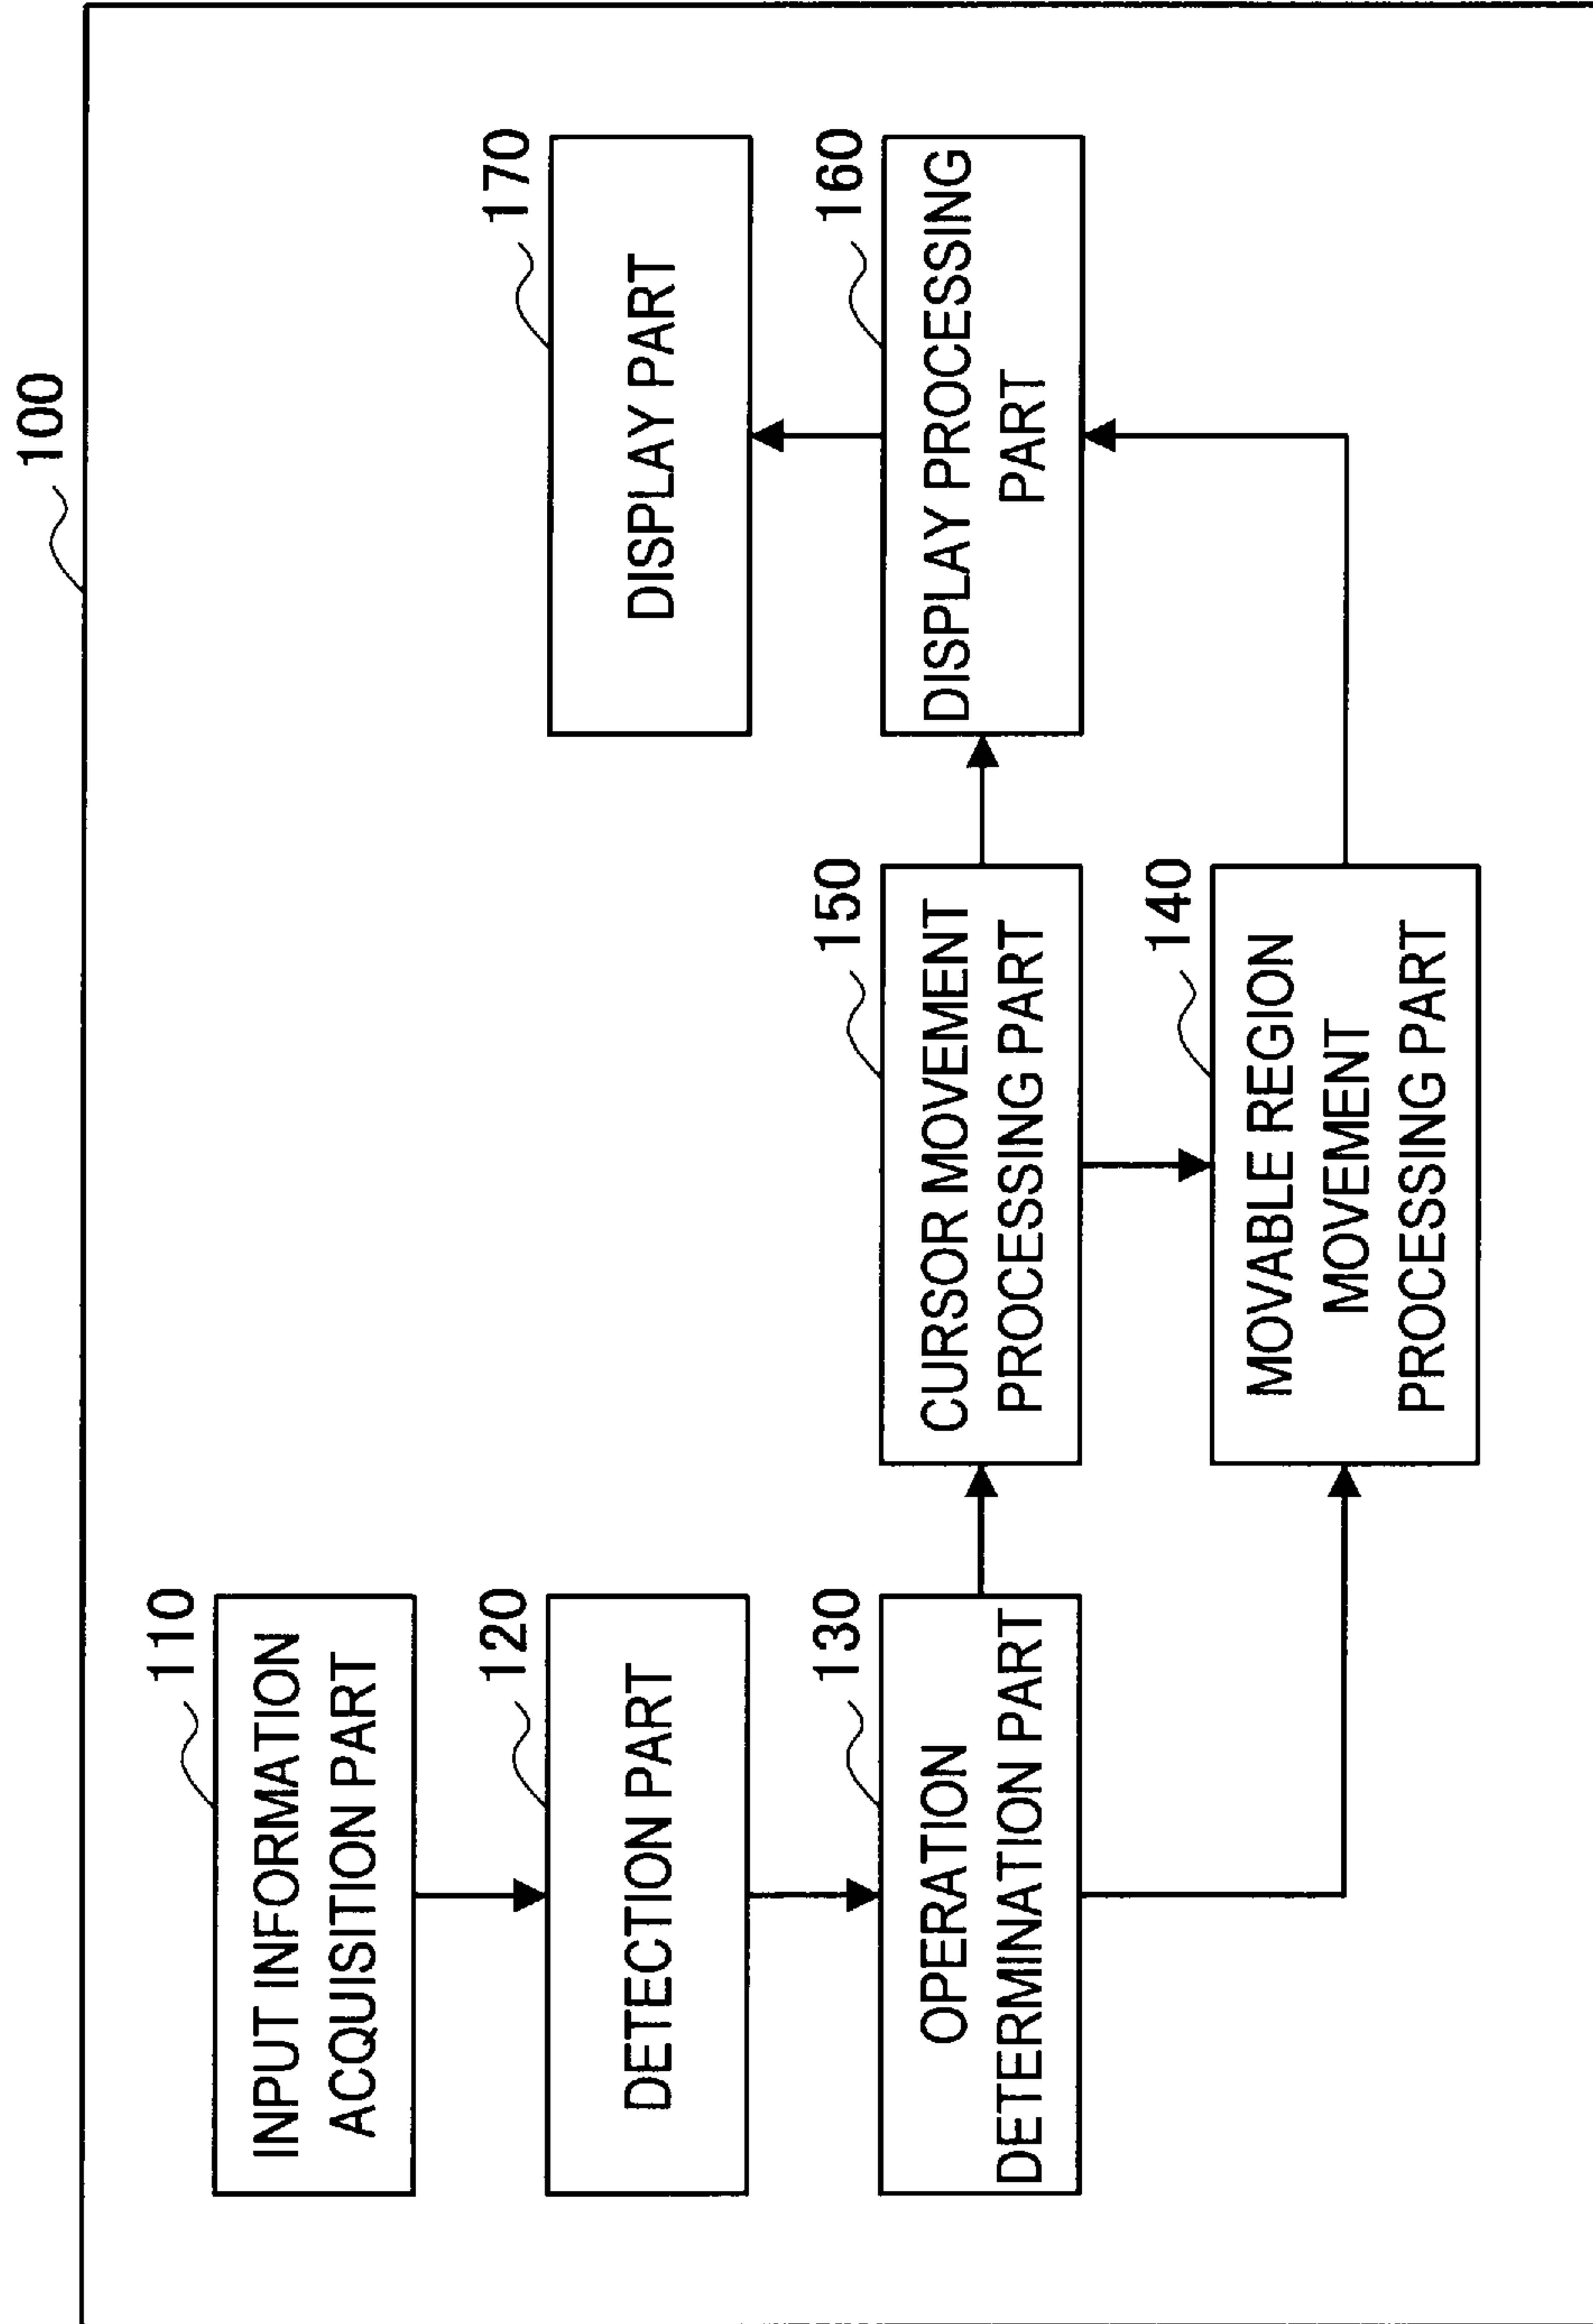 100
110
INPUT INFORMATION
ACQUISITION PART
120
DETECTION PART
130
OPERATION
DETERMINATION PART
150
CURSOR MOVEMENT
PROCESSING PART
140
MOVABLE REGION
MOVEMENT
PROCESSING PART
170
DISPLAY PART
160
DISPLAY PROCESSING
PART